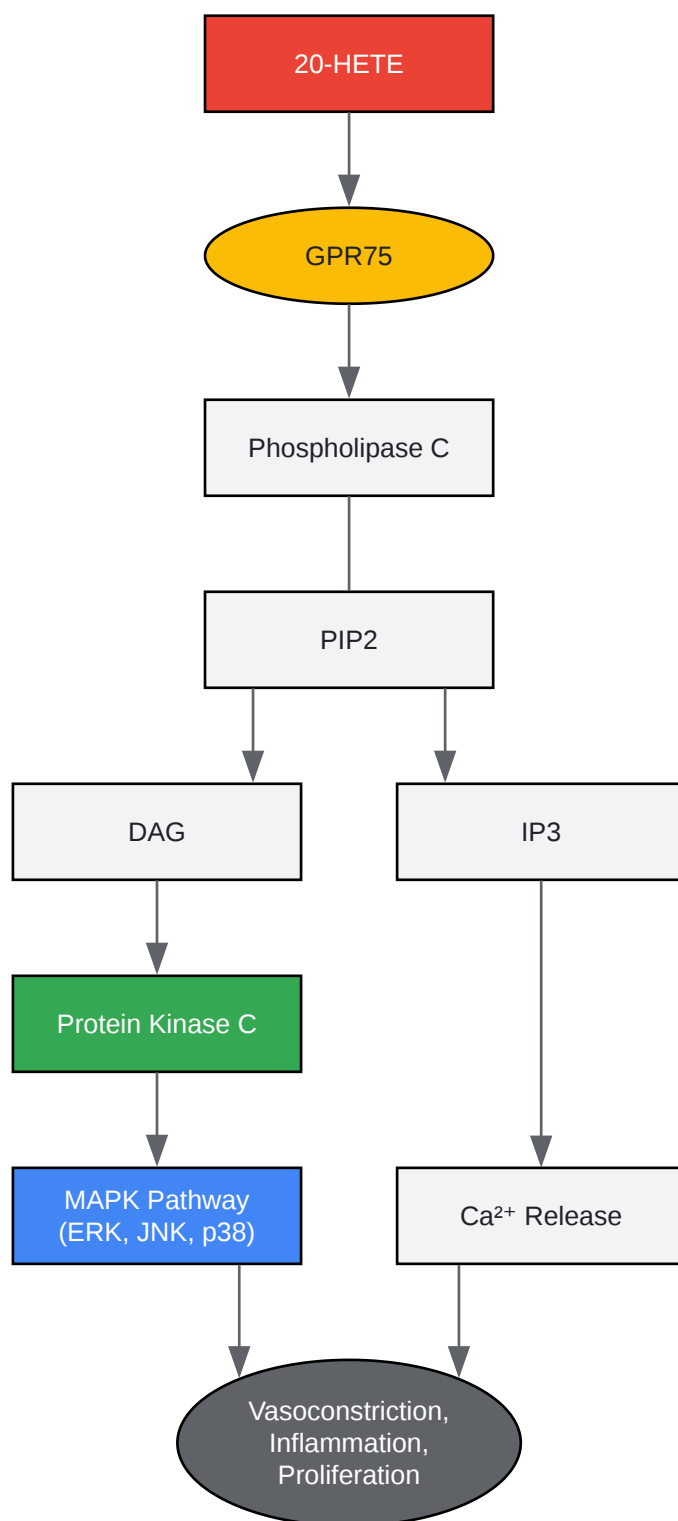 20-HETE
GPR75
Phospholipase C
PIP2
DAG
IP3
Protein Kinase C
MAPK Pathway
(ERK, JNK, p38)
Ca²⁺ Release
Vasoconstriction,
Inflammation,
Proliferation